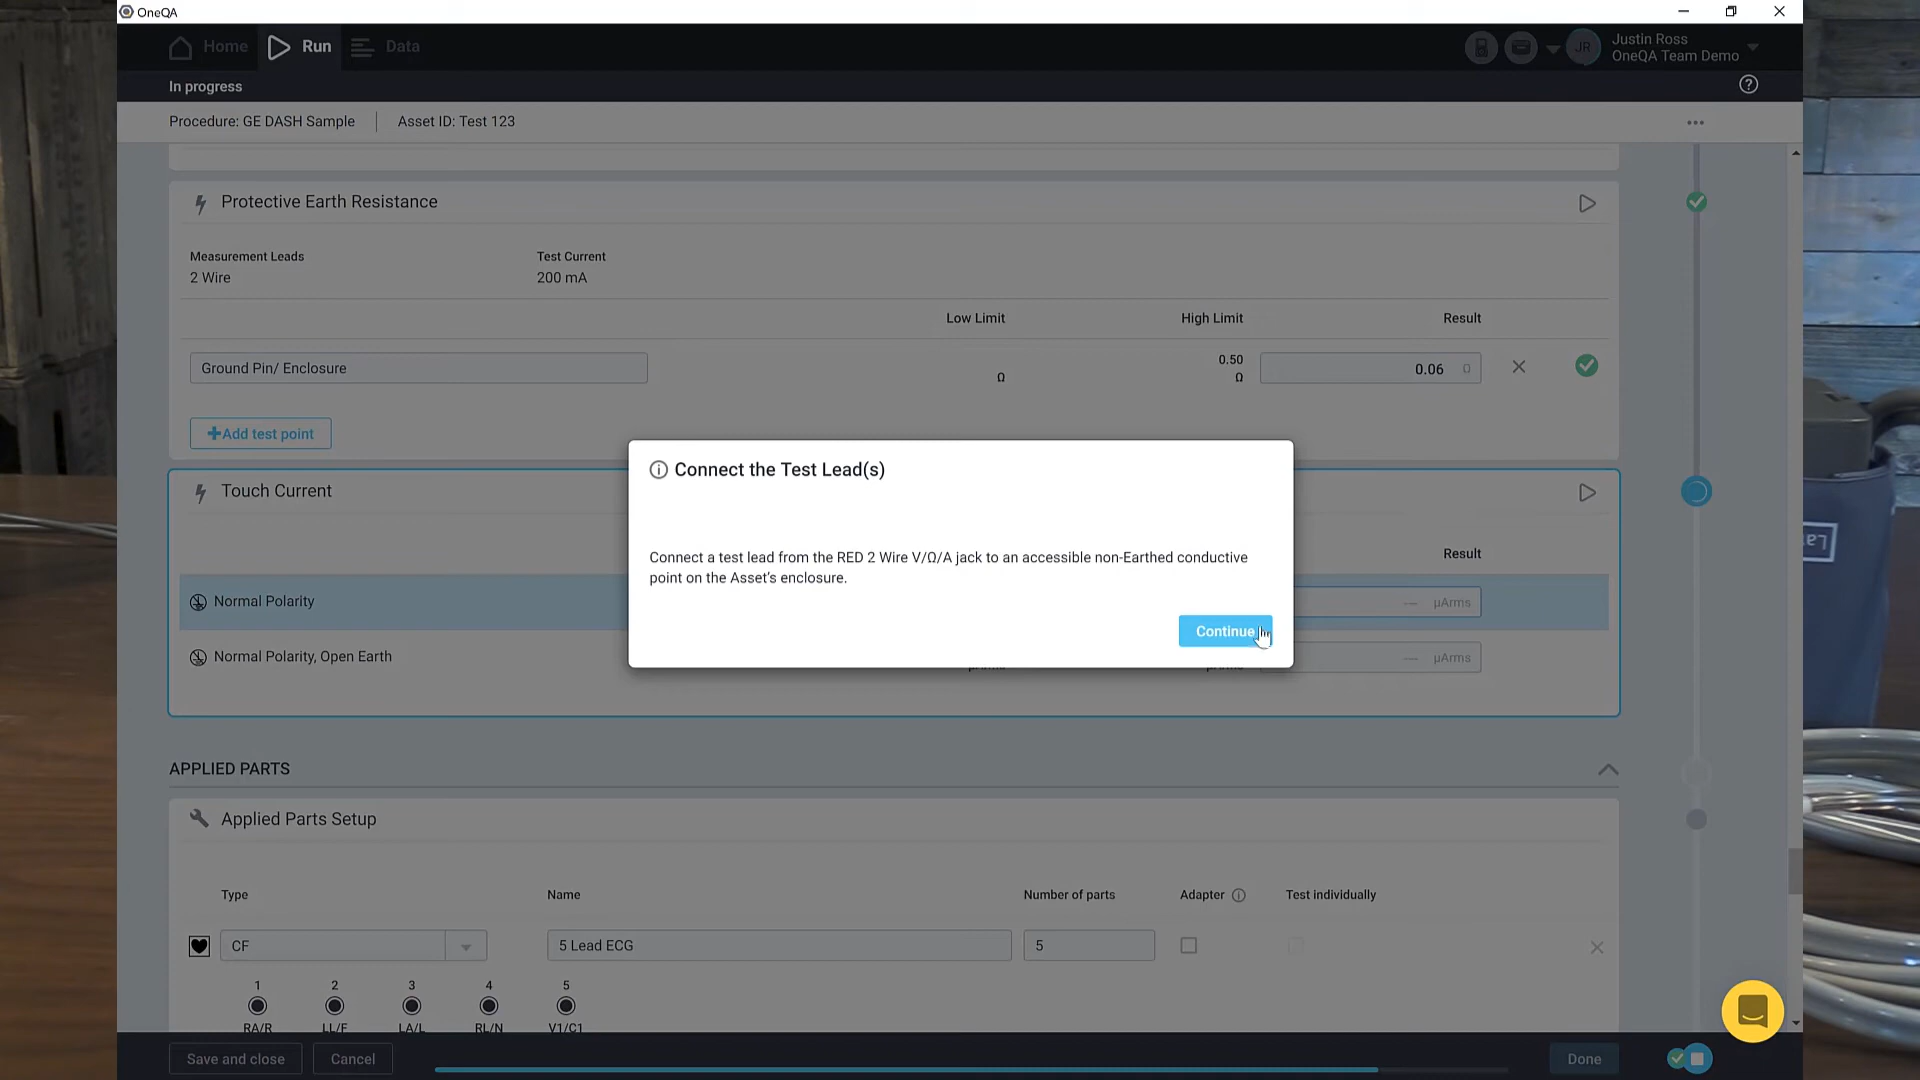 OneQA
Home
Run
Data
JR
Justin Ross
OneQA Team Demo
In progress
Procedure: GE DASH Sample
Asset ID: Test 123
Protective Earth Resistance
Measurement Leads
Test Current
2 Wire
200 mA
Low Limit
High Limit
Result
Ground Pin/ Enclosure
Ω
0.50
Ω
0.06 Ω
Add test point
Connect the Test Lead(s)
Connect a test lead from the RED 2 Wire V/Ω/A jack to an accessible non-Earthed conductive
point on the Asset's enclosure.
Continue
Touch Current
Result
Normal Polarity
— µArms
Normal Polarity, Open Earth
µArms
µArms
— µArms
APPLIED PARTS
Applied Parts Setup
Type
Name
Number of parts
Adapter
Test individually
CF
5 Lead ECG
5
1
2
3
4
5
RA/R
LL/F
LA/L
RL/N
V1/C1
Save and close
Cancel
Done